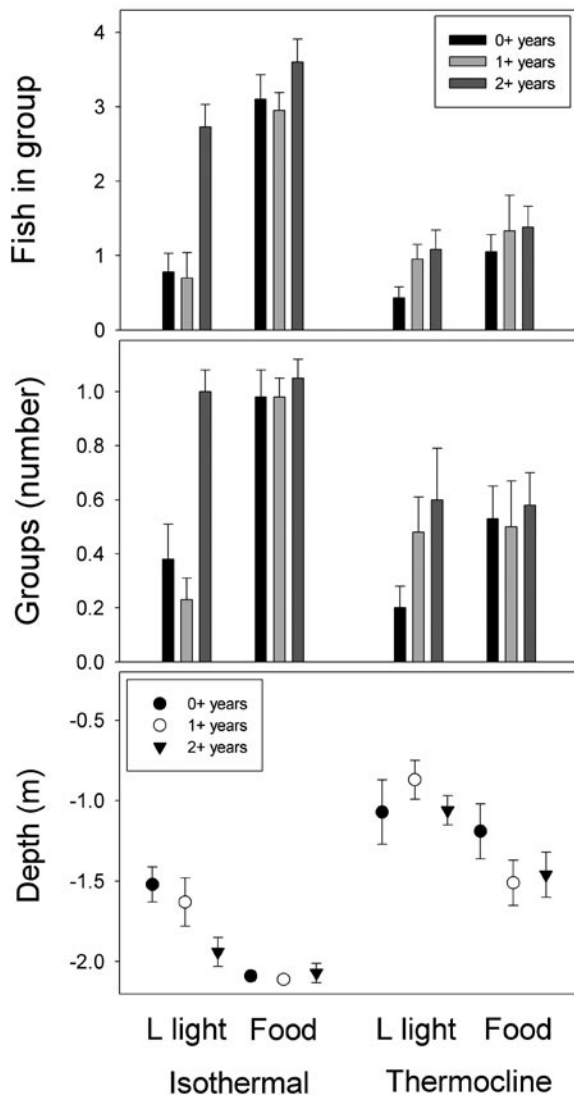 4
3
2
1
0
Fish in group
0+ years
1+ years
2+ years
1.0
0.8
0.6
0.4
0.2
0.0
Groups (number)
0+ years
1+ years
2+ years
-0.5
-1.0
-1.5
-2.0
Depth (m)
L light Food L light Food
Isothermal Thermocline